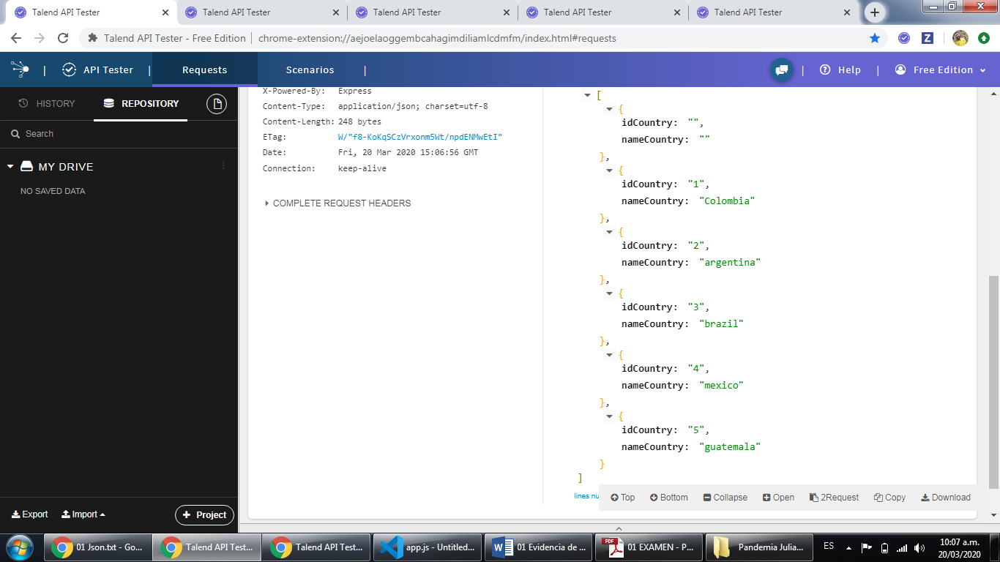 Talend API Tester
Talend API Tester
Talend API Tester
Talend API Tester
Talend API Tester
Talend API Tester - Free Edition | chrome-extension://aejoelaoggembcahagimdiliamlcdmfm/index.html#requests
API Tester | Requests Scenarios | Help | Free Edition
HISTORY REPOSITORY
Search
MY DRIVE
NO SAVED DATA
X-Powered-By: Express
Content-Type: application/json; charset=utf-8
Content-Length: 248 bytes
ETag: W/"f8-KoKqSCzVrxonm5Wt/npdENMwEtI"
Date: Fri, 20 Mar 2020 15:06:56 GMT
Connection: keep-alive
COMPLETE REQUEST HEADERS
[
{
idCountry: "",
nameCountry: ""
},
{
idCountry: "1",
nameCountry: "Colombia"
},
{
idCountry: "2",
nameCountry: "argentina"
},
{
idCountry: "3",
nameCountry: "brazil"
},
{
idCountry: "4",
nameCountry: "mexico"
},
{
idCountry: "5",
nameCountry: "guatemala"
}
]
lines nu
Top Bottom Collapse Open 2Request Copy Download
Export Import + Project
01 Json.txt - Go... Talend API Test... Talend API Test... app.js - Untitled... 01 Evidencia de ... 01 EXAMEN - P... Pandemia Julia... ES
10:07 a.m.
20/03/2020